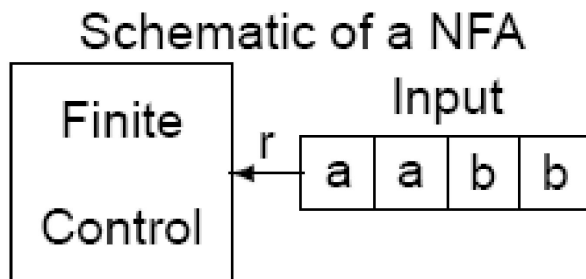 Schematic of a NFA
Finite
Control
r
Input
a a b b